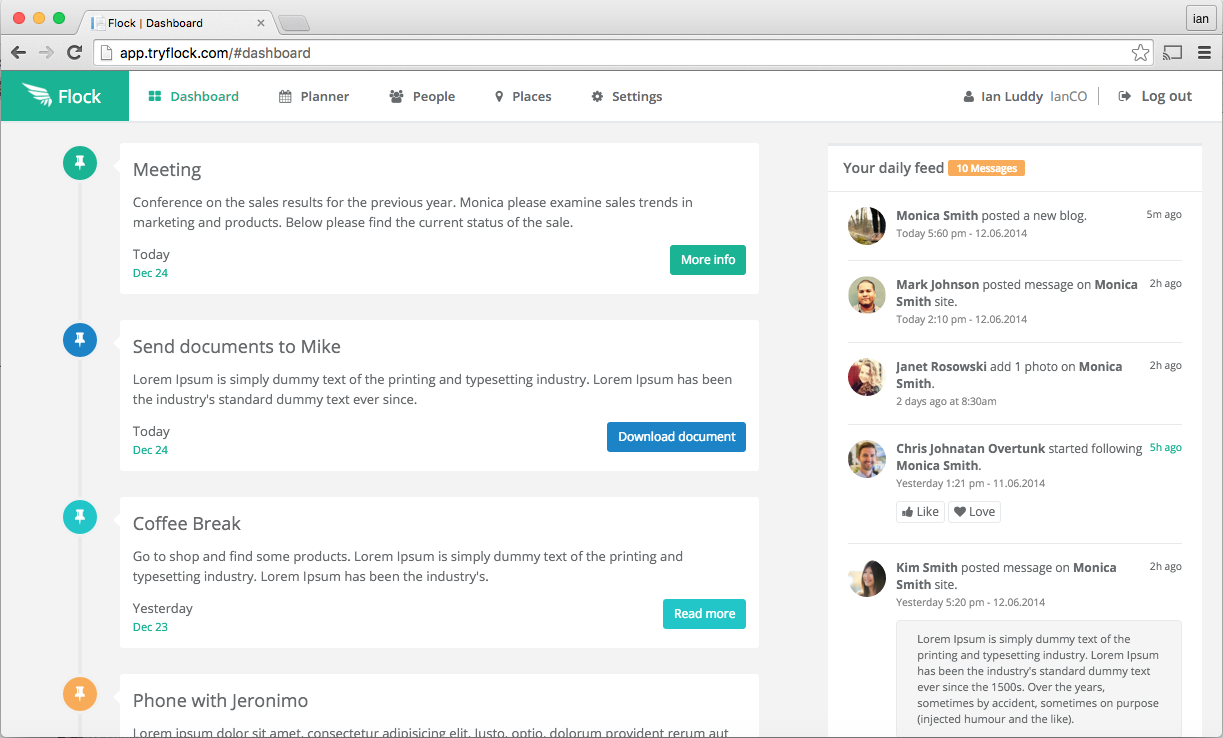 Flock | Dashboard
ian
app.tryflock.com/#dashboard
Flock
Dashboard
Planner
People
Places
Settings
Ian Luddy IanCO
Log out
Meeting
Conference on the sales results for the previous year. Monica please examine sales trends in
marketing and products. Below please find the current status of the sale.
Today
Dec 24
More info
Send documents to Mike
Lorem Ipsum is simply dummy text of the printing and typesetting industry. Lorem Ipsum has been
the industry's standard dummy text ever since.
Today
Dec 24
Download document
Coffee Break
Go to shop and find some products. Lorem Ipsum is simply dummy text of the printing and
typesetting industry. Lorem Ipsum has been the industry's.
Yesterday
Dec 23
Read more
Phone with Jeronimo
Lorem ipsum dolor sit amet, consectetur adipisicing elit. Iusto, optio, dolorum provident rerum aut
Your daily feed 10 Messages
Monica Smith posted a new blog. 5m ago
Today 5:60 pm - 12.06.2014
Mark Johnson posted message on Monica 2h ago
Smith site.
Today 2:10 pm - 12.06.2014
Janet Rosowski add 1 photo on Monica 2h ago
Smith.
2 days ago at 8:30am
Chris Johnatan Overtunk started following 5h ago
Monica Smith.
Yesterday 1:21 pm - 11.06.2014
Like Love
Kim Smith posted message on Monica 2h ago
Smith site.
Yesterday 5:20 pm - 12.06.2014
Lorem Ipsum is simply dummy text of the
printing and typesetting industry. Lorem Ipsum
has been the industry's standard dummy text
ever since the 1500s. Over the years,
sometimes by accident, sometimes on purpose
(injected humour and the like).